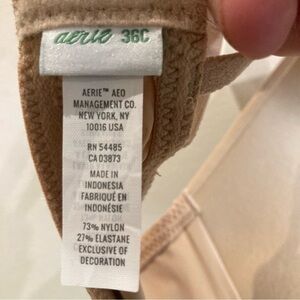 aerie 36C
AERIE™ AEO
MANAGEMENT CO.
NEW YORK, NY
10016 USA
RN 54485
CA 03873
MADE IN
INDONESIA
FABRIQUÉ EN
INDONÉSIE
73% NYLON
27% ELASTANE
EXCLUSIVE OF
DECORATION